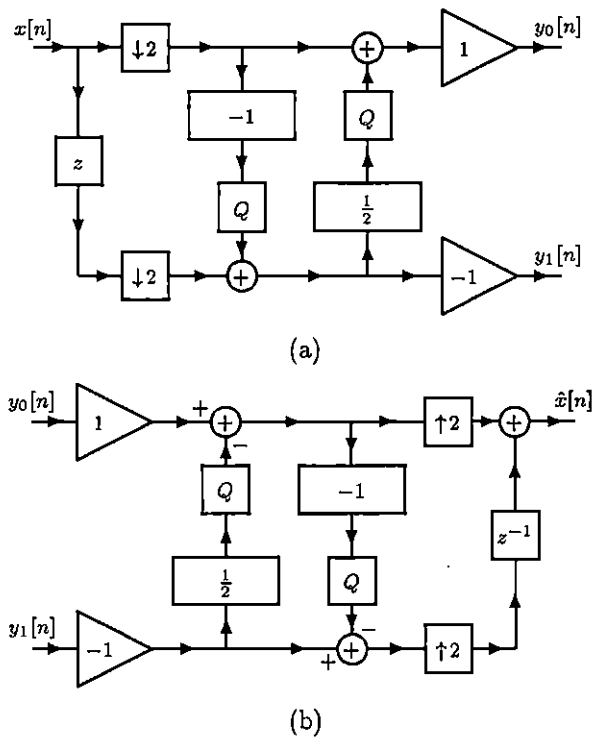 x[n] ↓2 + 1 y₀[n]
-1 Q
z
Q ½
↓2 + -1 y₁[n]
(a)
y₀[n] 1 + + ↑2 + x̂[n]
−
Q -1
z⁻¹
½ Q
−
y₁[n] -1 + + ↑2
(b)